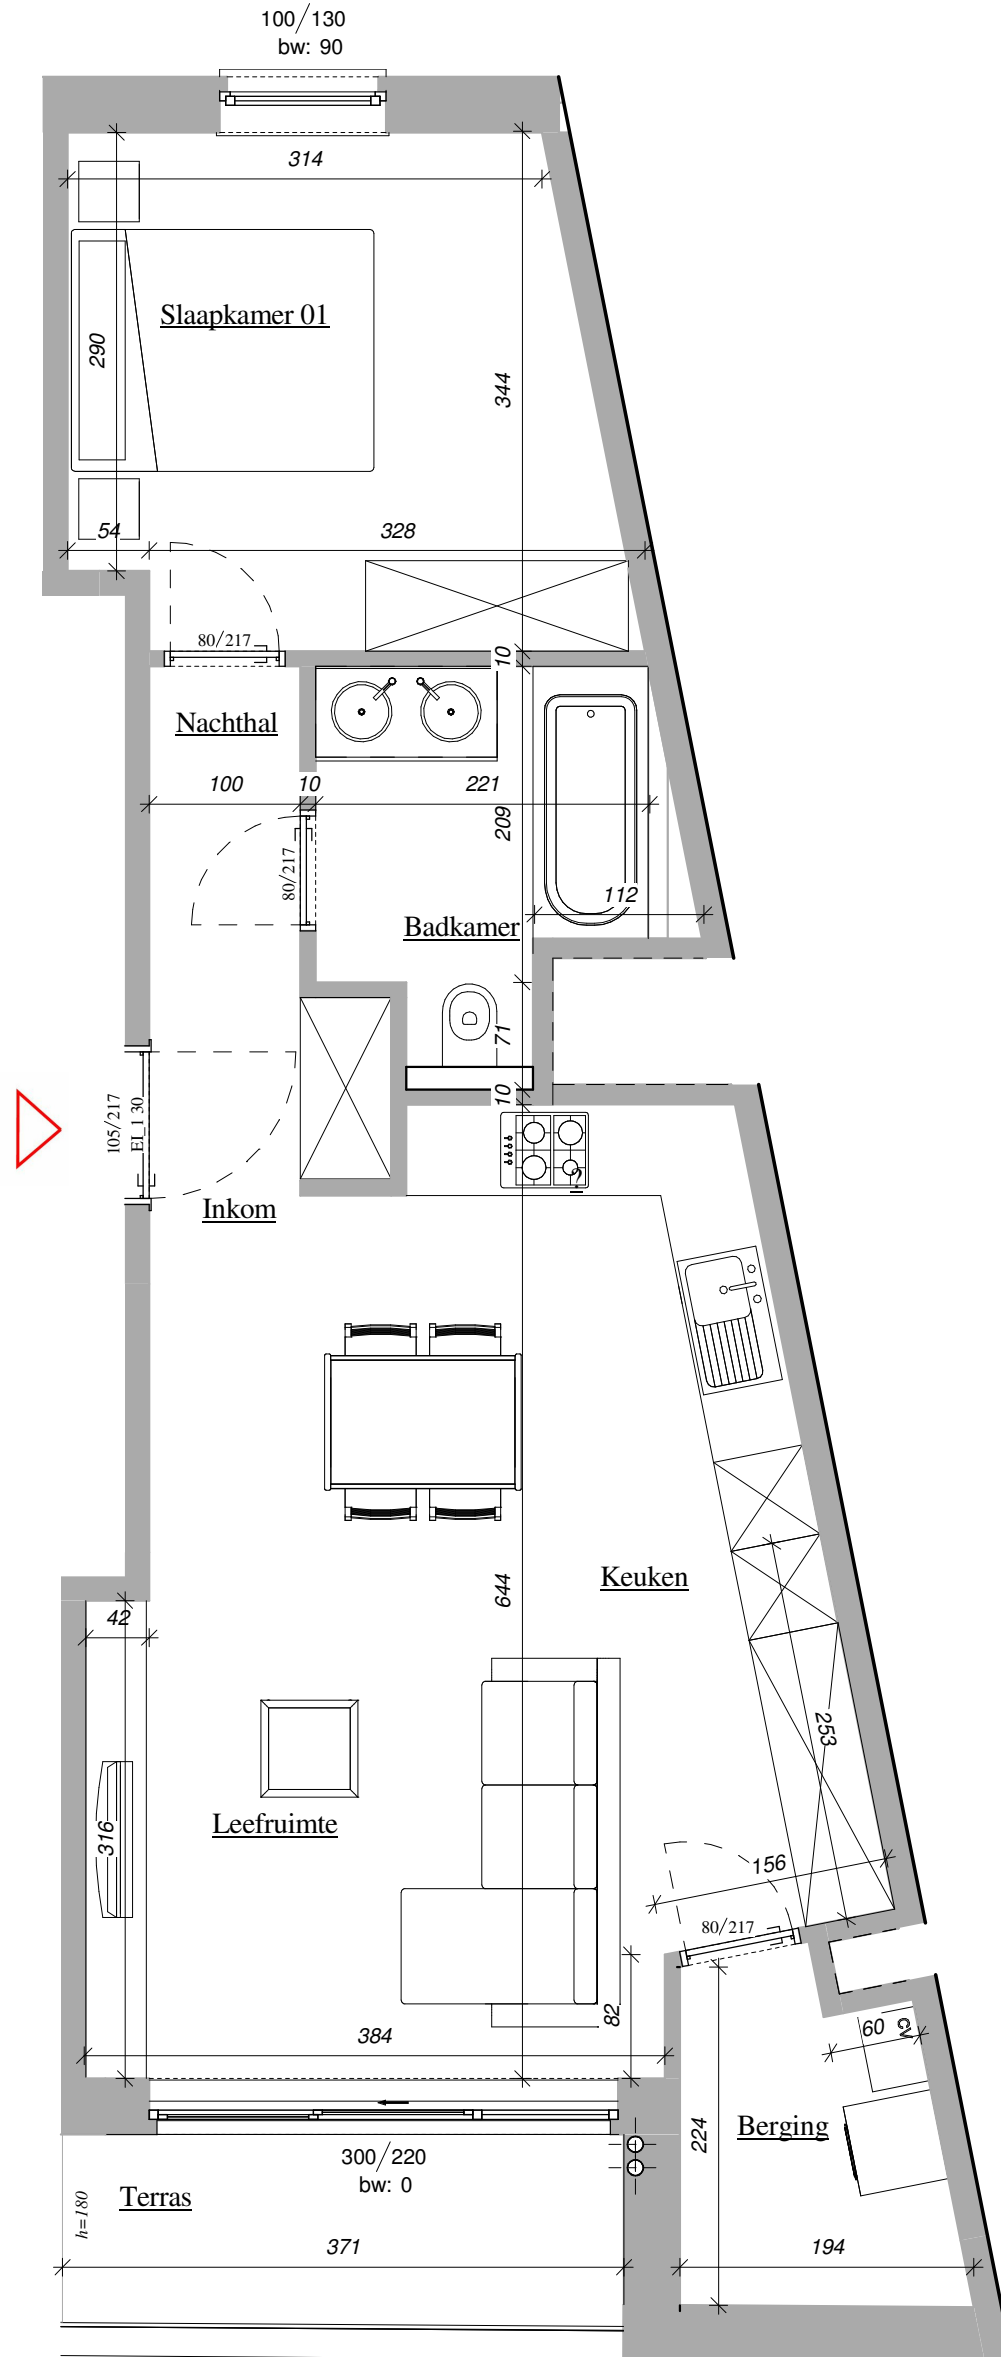 100/130
bw: 90
314
Slaapkamer 01
290
344
54
328
80/217
10
Nachthal
100
10
221
209
80/217
112
Badkamer
71
10
105/217
EI_1 30
?
Inkom
Keuken
644
42
253
316
Leefruimte
156
80/217
82
384
60
CV
224
Berging
300/220
bw: 0
Terras
h=180
371
194